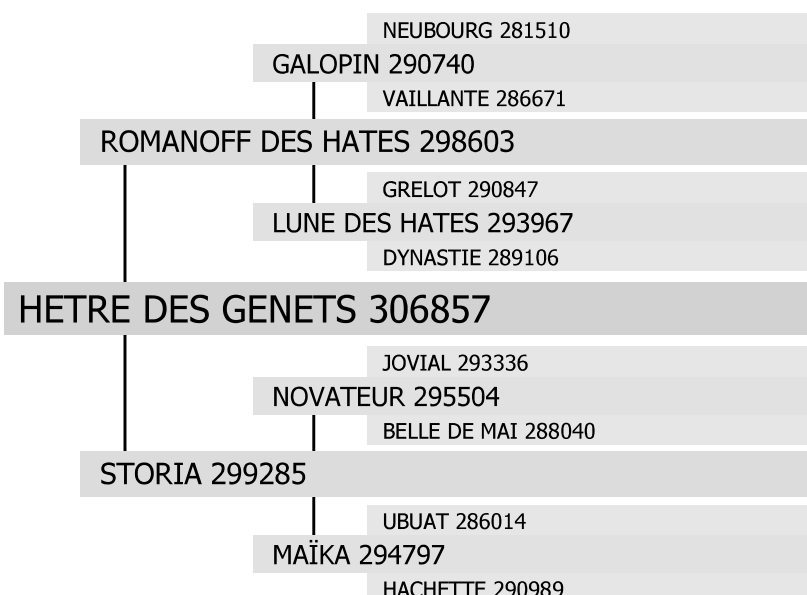 NEUBOURG 281510
GALOPIN 290740
VAILLANTE 286671
ROMANOFF DES HATES 298603
GRELOT 290847
LUNE DES HATES 293967
DYNASTIE 289106
HETRE DES GENETS 306857
JOVIAL 293336
NOVATEUR 295504
BELLE DE MAI 288040
STORIA 299285
UBUAT 286014
MAÏKA 294797
HACHETTE 290989